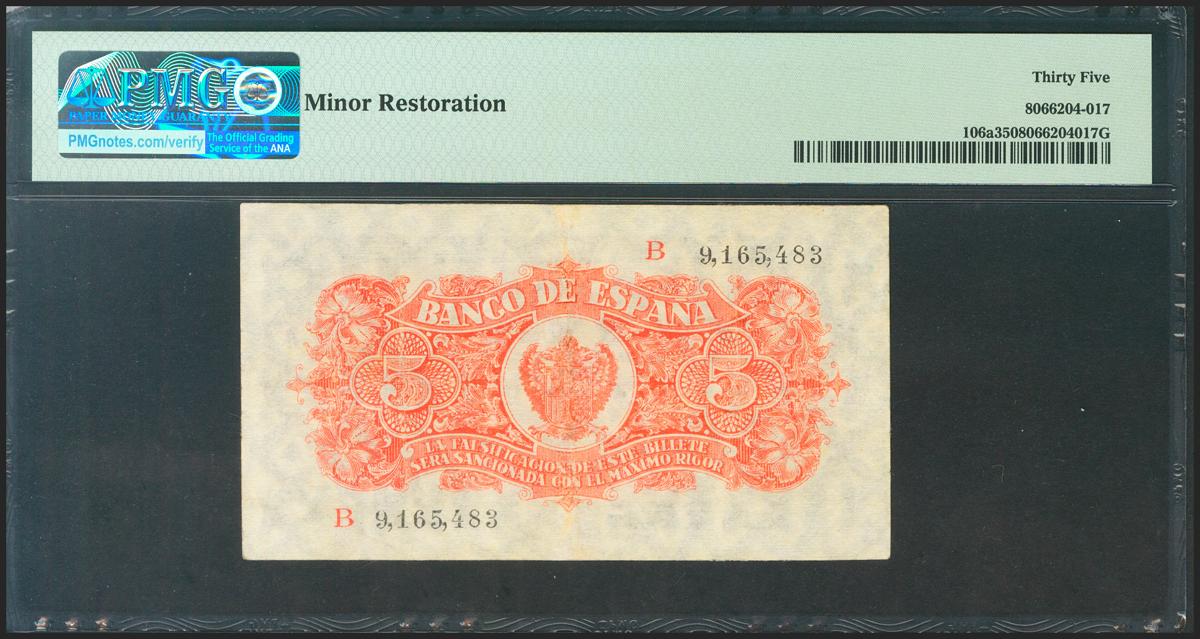 PMG
PAPER MONEY GUARANTY
PMGnotes.com/verify
The Official Grading
Service of the ANA
Minor Restoration
Thirty Five
8066204-017
106a3508066204017G
B 9,165,483
BANCO DE ESPAÑA
5 5
LA FALSIFICACION DE ESTE BILLETE
SERA SANCIONADA CON EL MAXIMO RIGOR
B 9,165,483